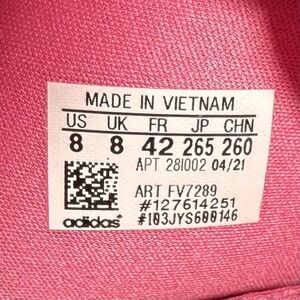 MADE IN VIETNAM
US UK FR JP CHN
8 8 42 265 260
APT 281002 04/21
ART FV7289
#127614251
adidas #103JYS600146